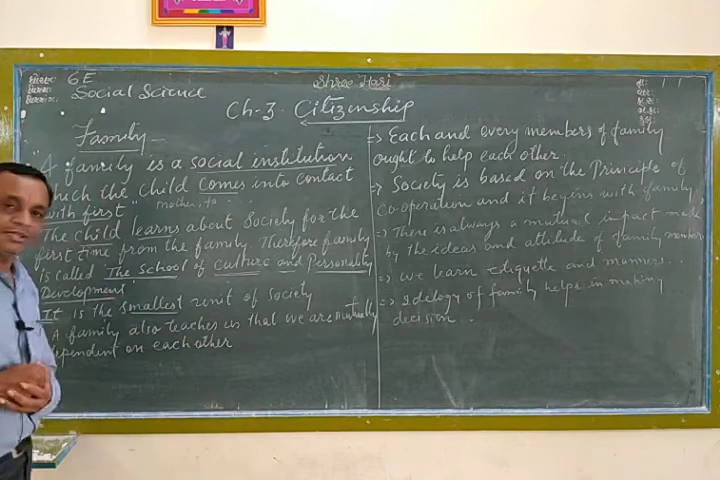 6E
Social Science
Shree Hari
Ch-3. Citizenship
Family
"A family is a social institution
which the child comes into contact
with first"
mother, fa...
The child learns about Society for the
first time from the family. Therefore family
is called 'The School of culture and Personality
Development'
It is the smallest unit of Society
A family also teaches us that we are mutually
dependent on each other
=> Each and every members of family
ought to help each other.
=> Society is based on the Priniciple of
Co-operation and it begins with family
=> There is always a mutual impact made
by the ideas and attitude of family members
=> we learn etiquette and manners..
=> Idelogy of family helps in making
decision..